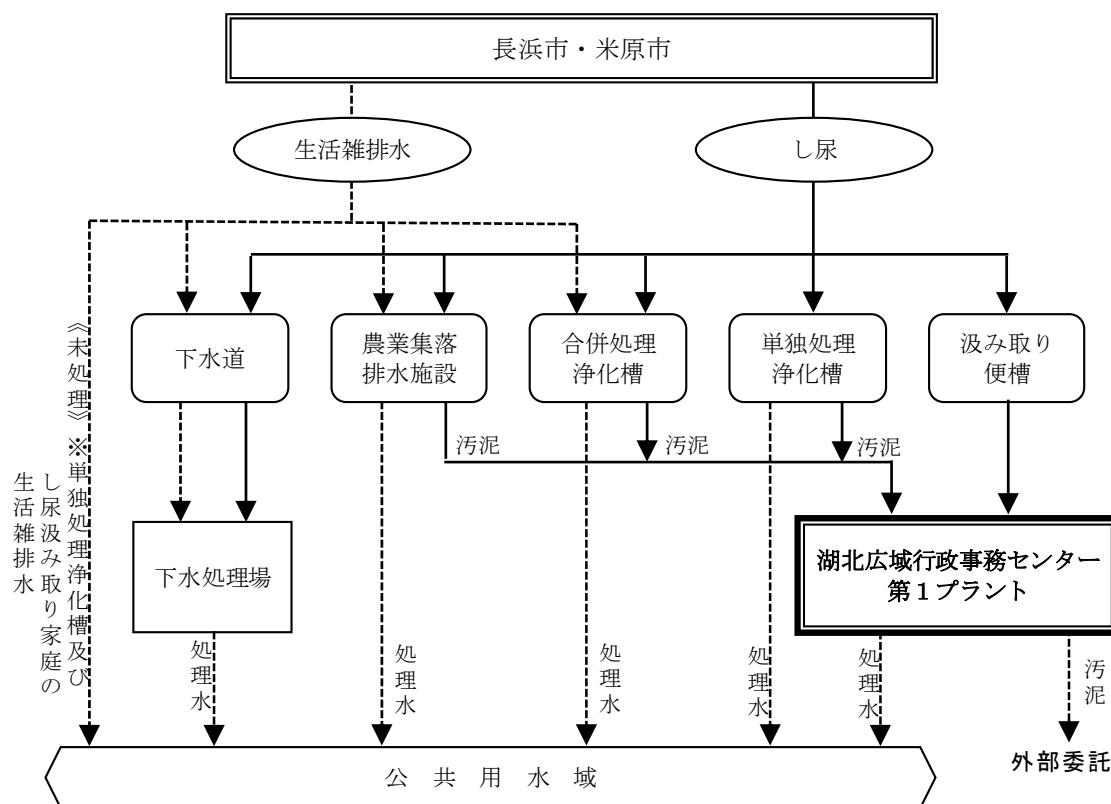 長浜市・米原市
生活雑排水
し尿
下水道
農業集落
排水施設
合併処理
浄化槽
単独処理
浄化槽
汲み取り
便槽
《未処理》※単独処理浄化槽及び
し尿汲み取り家庭の
生活雑排水
汚泥
汚泥
汚泥
下水処理場
湖北広域行政事務センター
第1プラント
処理水
処理水
処理水
処理水
処理水
汚泥
外部委託
公共用水域